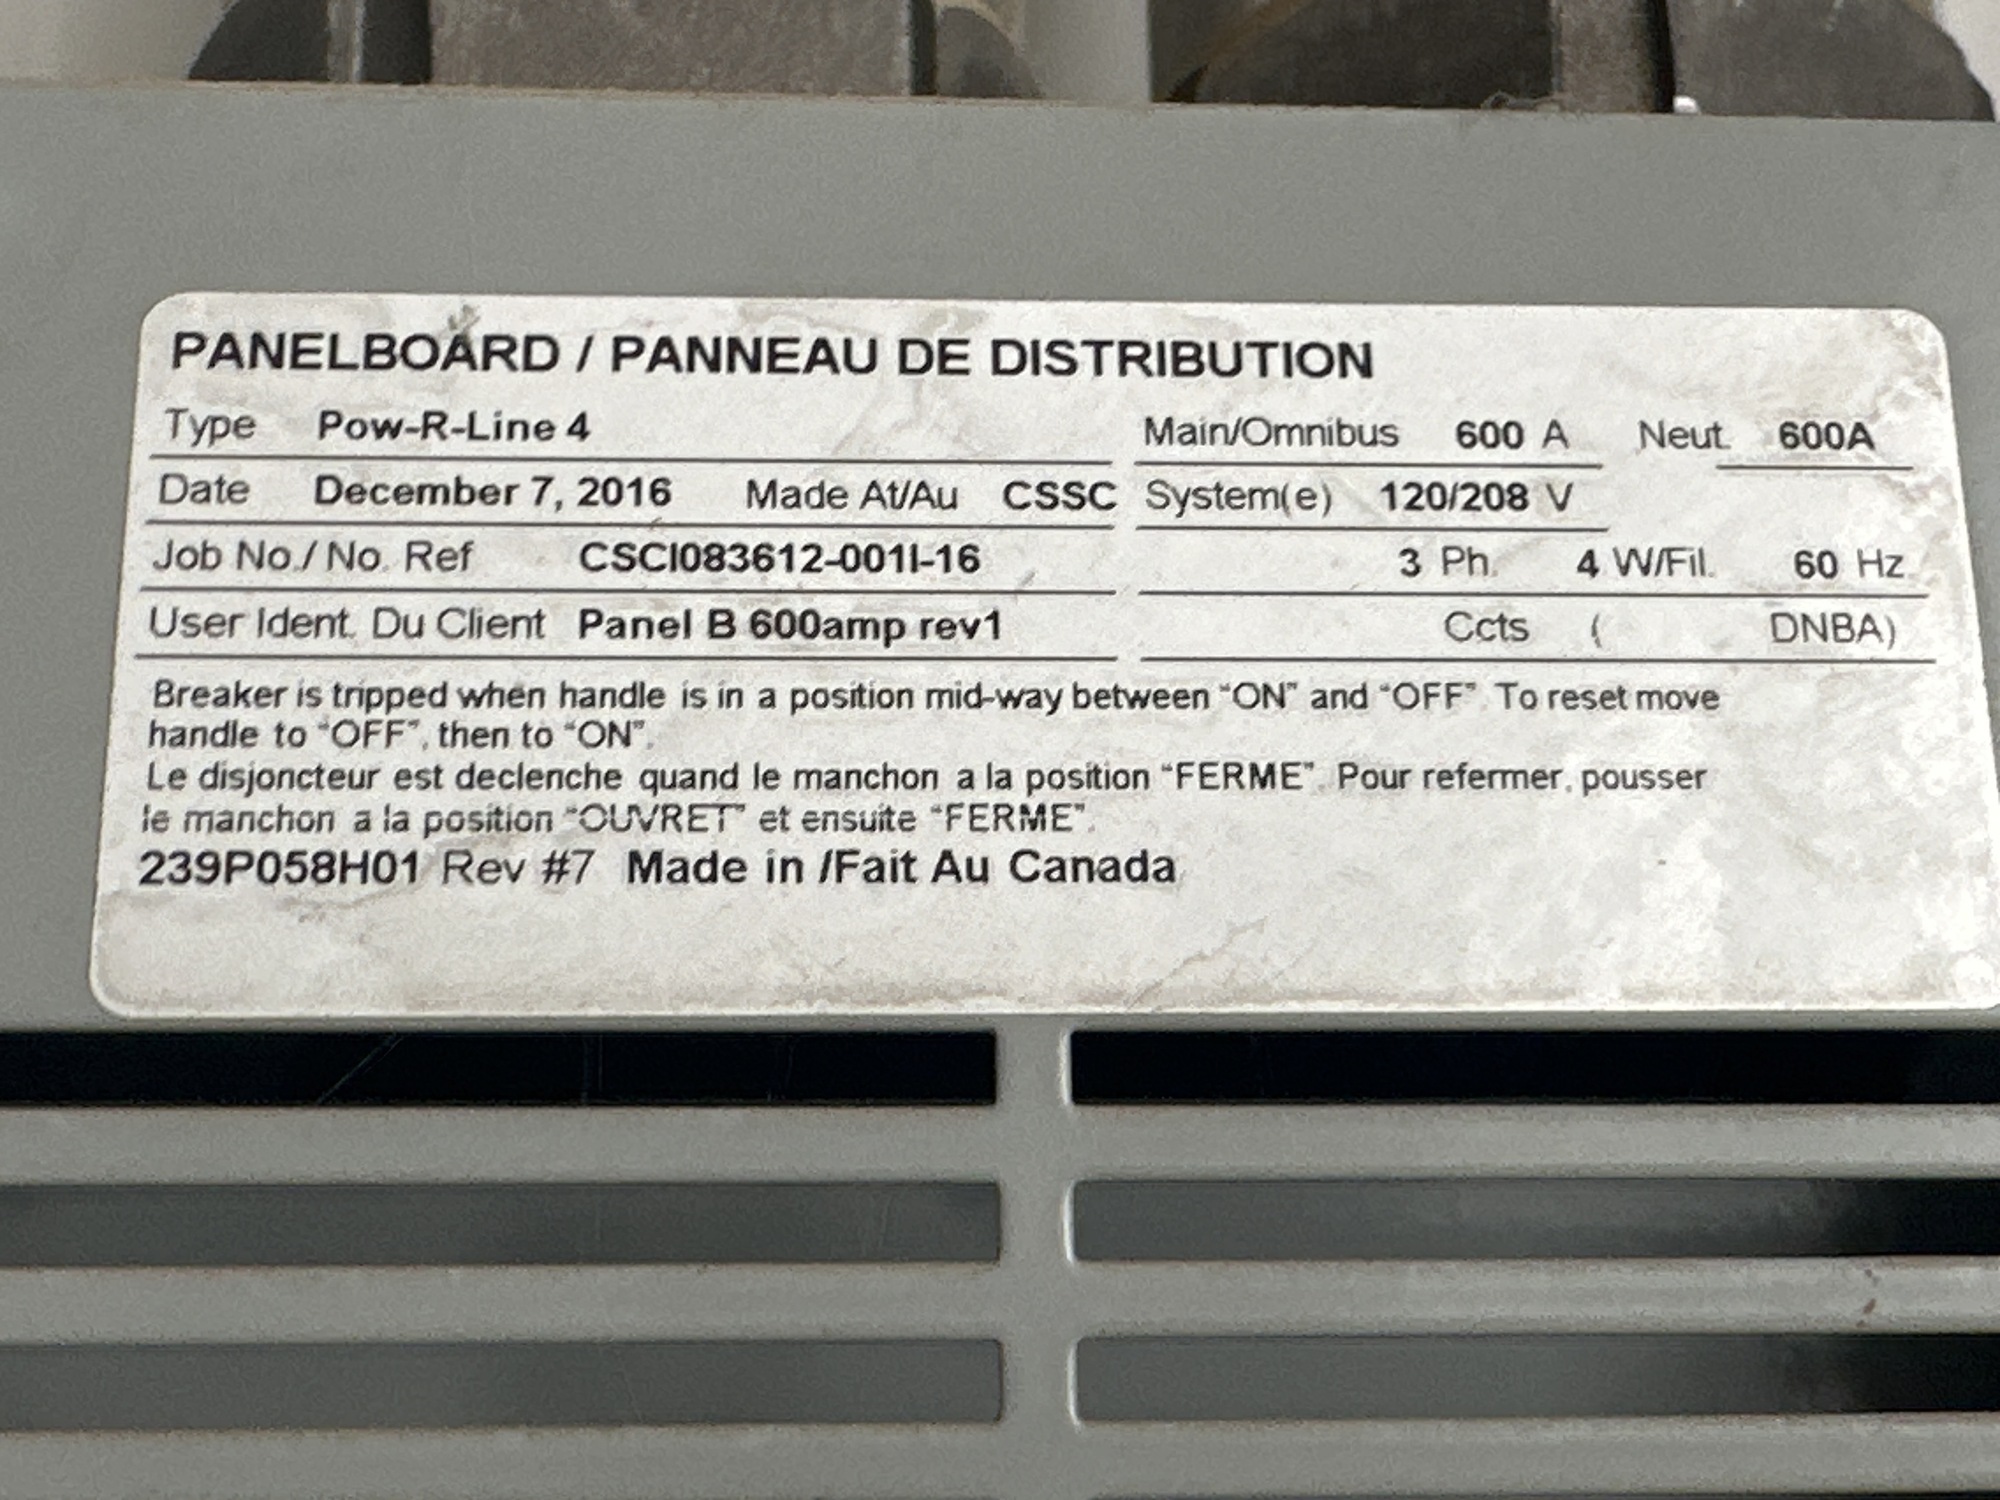 PANELBOARD / PANNEAU DE DISTRIBUTION
Type Pow-R-Line 4 Main/Omnibus 600 A Neut. 600A
Date December 7, 2016 Made At/Au CSSC System(e) 120/208 V
Job No./ No. Ref CSCI083612-001I-16 3 Ph. 4 W/Fil. 60 Hz
User Ident. Du Client Panel B 600amp rev1 Ccts ( DNBA)
Breaker is tripped when handle is in a position mid-way between "ON" and "OFF". To reset move
handle to "OFF", then to "ON".
Le disjoncteur est declenche quand le manchon a la position "FERME". Pour refermer, pousser
le manchon a la position "OUVRET" et ensuite "FERME".
239P058H01 Rev #7 Made in /Fait Au Canada